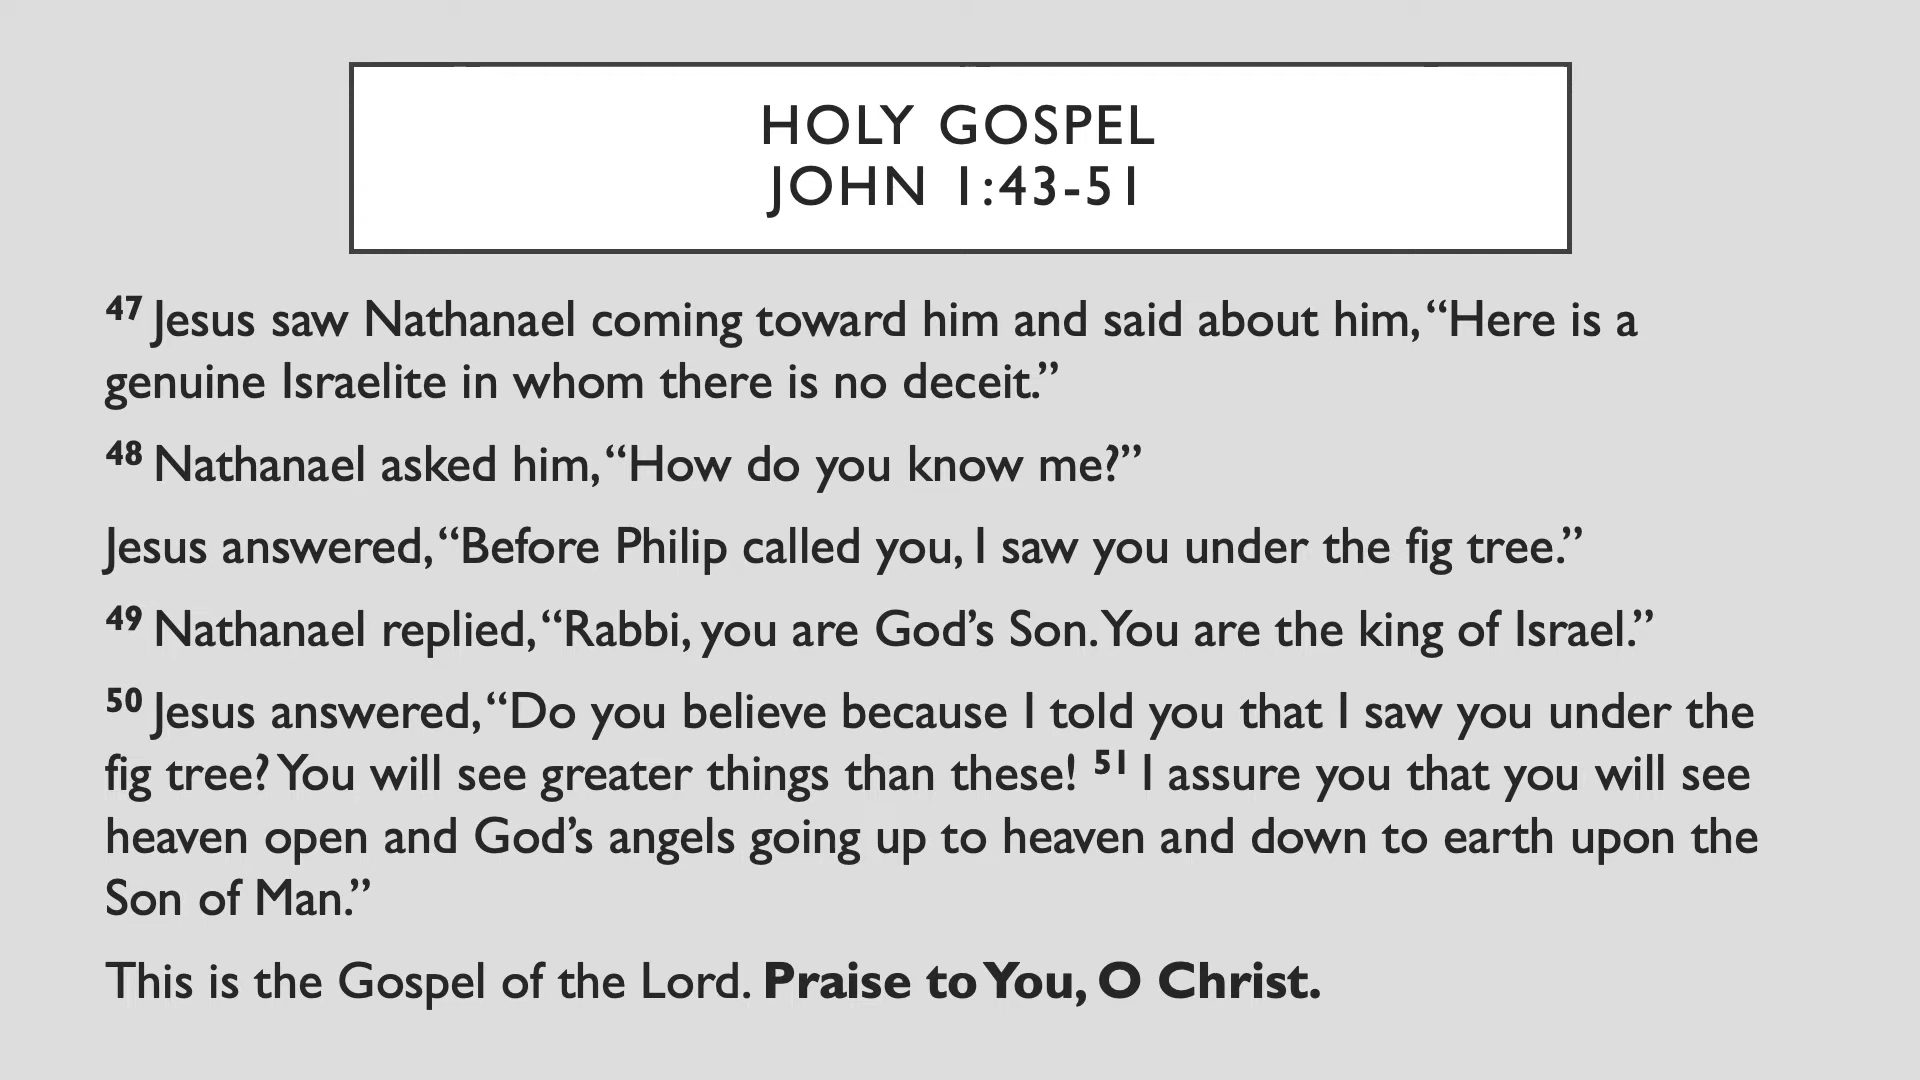 HOLY GOSPEL
JOHN 1:43-51
47 Jesus saw Nathanael coming toward him and said about him, “Here is a
genuine Israelite in whom there is no deceit.”
48 Nathanael asked him, “How do you know me?”
Jesus answered, “Before Philip called you, I saw you under the fig tree.”
49 Nathanael replied, “Rabbi, you are God’s Son. You are the king of Israel.”
50 Jesus answered, “Do you believe because I told you that I saw you under the
fig tree? You will see greater things than these! 51 I assure you that you will see
heaven open and God’s angels going up to heaven and down to earth upon the
Son of Man.”
This is the Gospel of the Lord. Praise to You, O Christ.